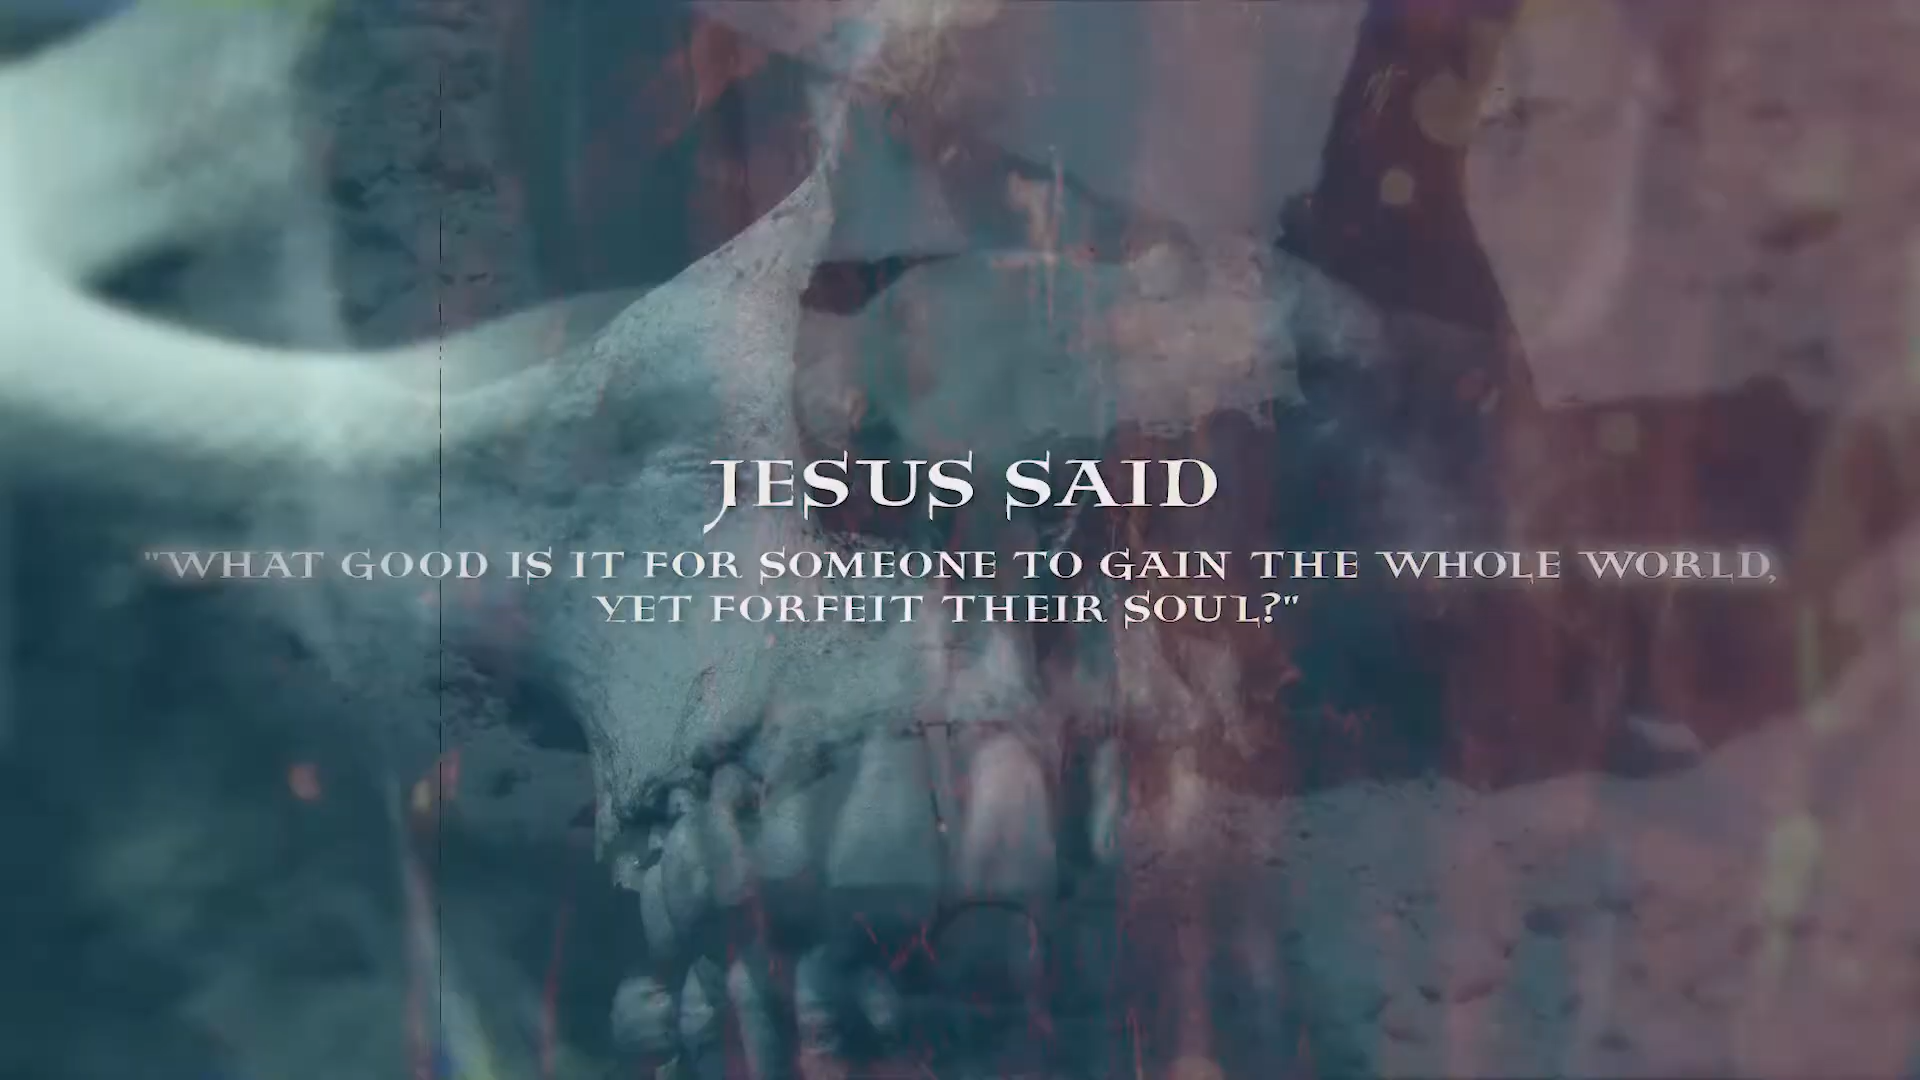 JESUS SAID
"WHAT GOOD IS IT FOR SOMEONE TO GAIN THE WHOLE WORLD,
YET FORFEIT THEIR SOUL?"